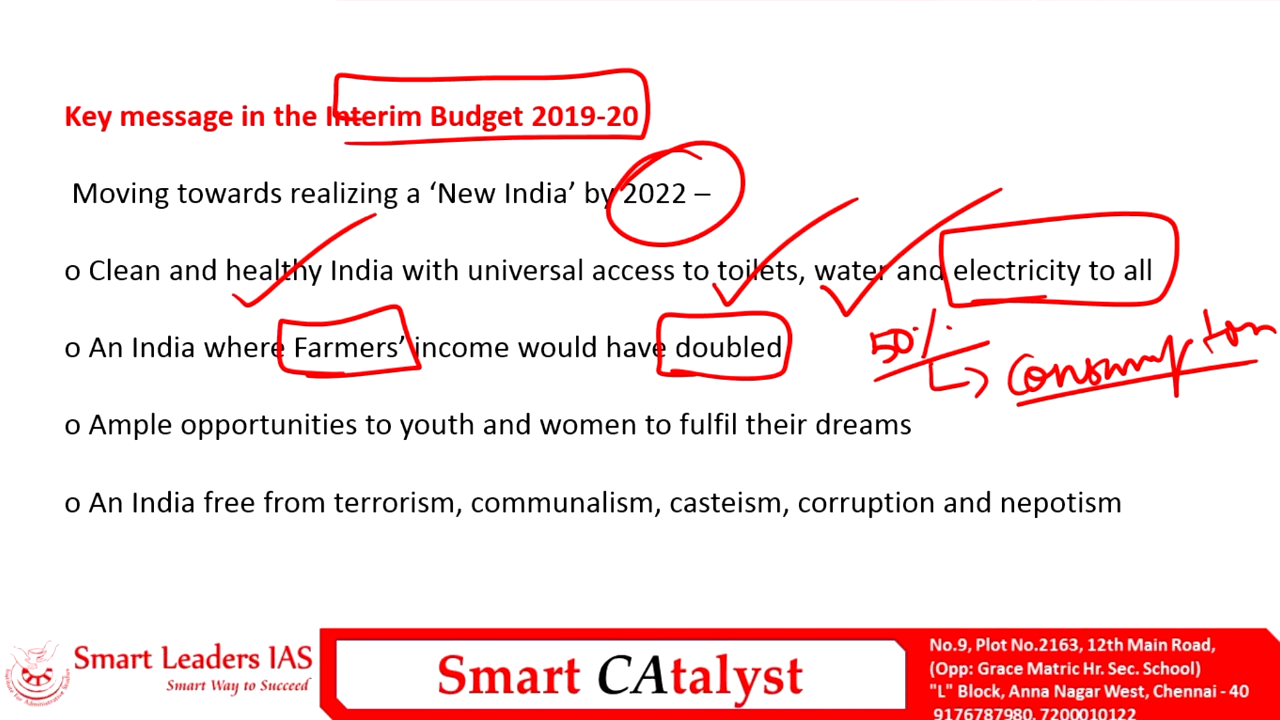 Key message in the Interim Budget 2019-20
Moving towards realizing a ‘New India’ by 2022 –
o Clean and healthy India with universal access to toilets, water and electricity to all
o An India where Farmers’ income would have doubled
50% consumption
o Ample opportunities to youth and women to fulfil their dreams
o An India free from terrorism, communalism, casteism, corruption and nepotism
Smart Leaders IAS
Smart Way to Succeed
Smart CAtalyst
No.9, Plot No.2163, 12th Main Road,
(Opp: Grace Matric Hr. Sec. School)
"L" Block, Anna Nagar West, Chennai - 40
9176787980, 7200010122